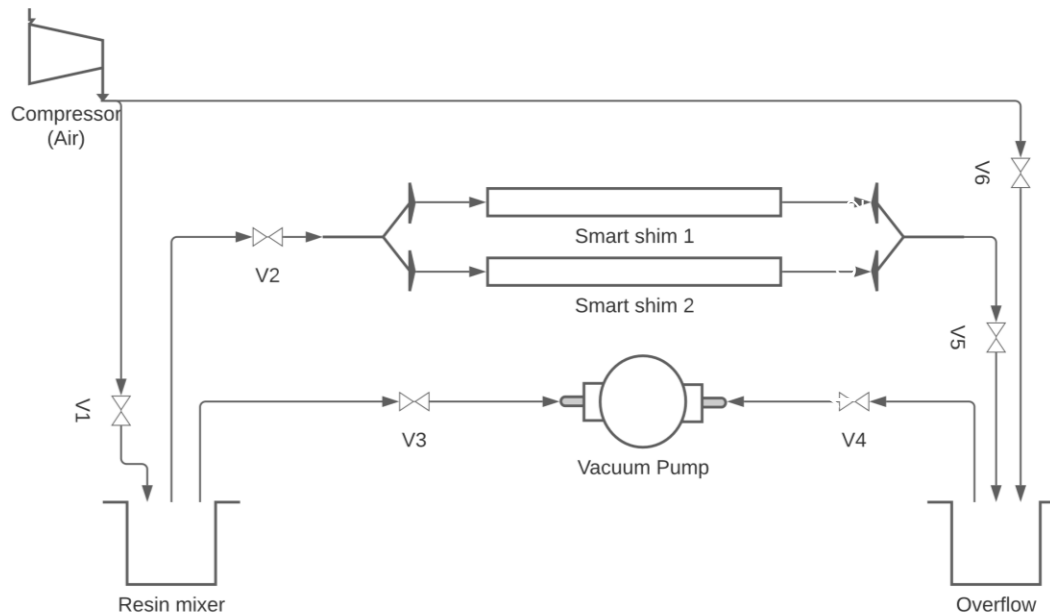 Compressor
(Air)
V6
Smart shim 1
V2
Smart shim 2
V5
V1
V3
V4
Vacuum Pump
Resin mixer
Overflow